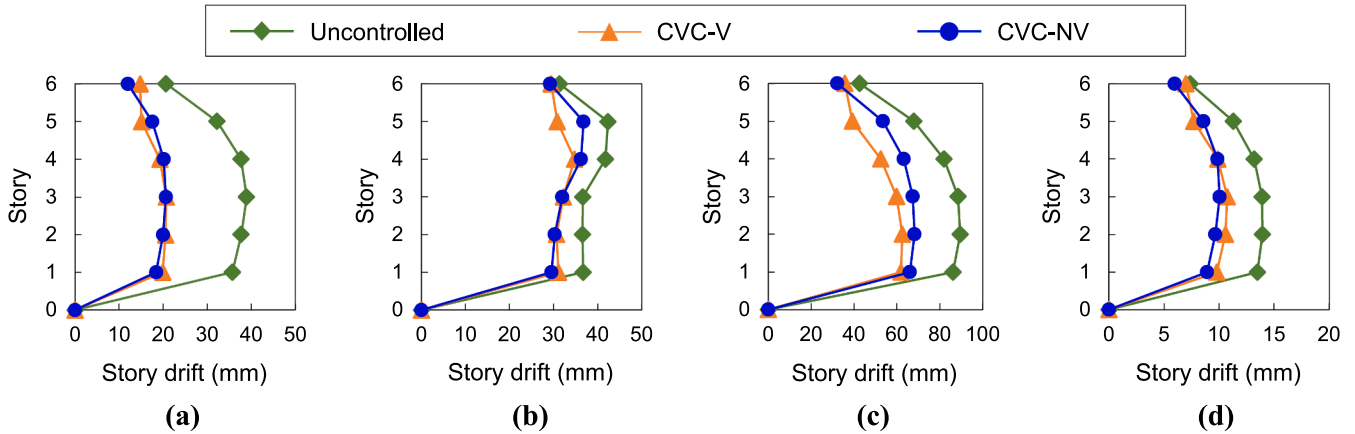 Uncontrolled CVC-V CVC-NV
6 6 6 6
5 5 5 5
4 4 4 4
Story 3 Story 3 Story 3 Story 3
2 2 2 2
1 1 1 1
0 0 0 0
0 10 20 30 40 50 0 10 20 30 40 50 0 20 40 60 80 100 0 5 10 15 20
Story drift (mm) Story drift (mm) Story drift (mm) Story drift (mm)
(a) (b) (c) (d)